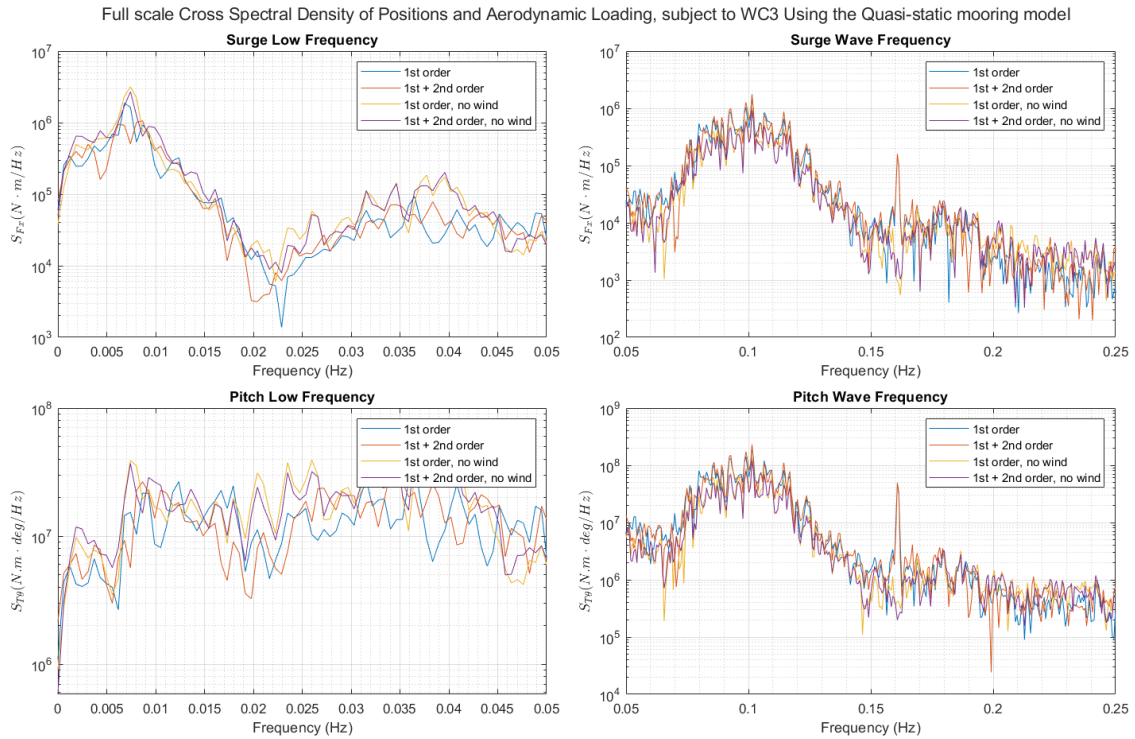 Full scale Cross Spectral Density of Positions and Aerodynamic Loading, subject to WC3 Using the Quasi-static mooring model
Surge Low Frequency
10^7
10^6
10^5
10^4
10^3
S_{Fx}(N · m/Hz)
1st order
1st + 2nd order
1st order, no wind
1st + 2nd order, no wind
0 0.005 0.01 0.015 0.02 0.025 0.03 0.035 0.04 0.045 0.05
Frequency (Hz)
Surge Wave Frequency
10^7
10^6
10^5
10^4
10^3
10^2
S_{Fx}(N · m/Hz)
1st order
1st + 2nd order
1st order, no wind
1st + 2nd order, no wind
0.05 0.1 0.15 0.2 0.25
Frequency (Hz)
Pitch Low Frequency
10^8
10^7
10^6
S_{Ty}(N.m · deg/Hz)
1st order
1st + 2nd order
1st order, no wind
1st + 2nd order, no wind
0 0.005 0.01 0.015 0.02 0.025 0.03 0.035 0.04 0.045 0.05
Frequency (Hz)
Pitch Wave Frequency
10^9
10^8
10^7
10^6
10^5
10^4
S_{Ty}(N.m · deg/Hz)
1st order
1st + 2nd order
1st order, no wind
1st + 2nd order, no wind
0.05 0.1 0.15 0.2 0.25
Frequency (Hz)